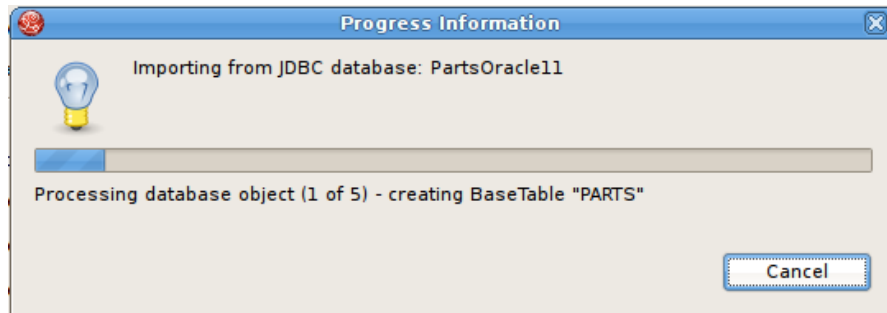 Progress Information
Importing from JDBC database: PartsOracle11
Processing database object (1 of 5) - creating BaseTable "PARTS"
Cancel